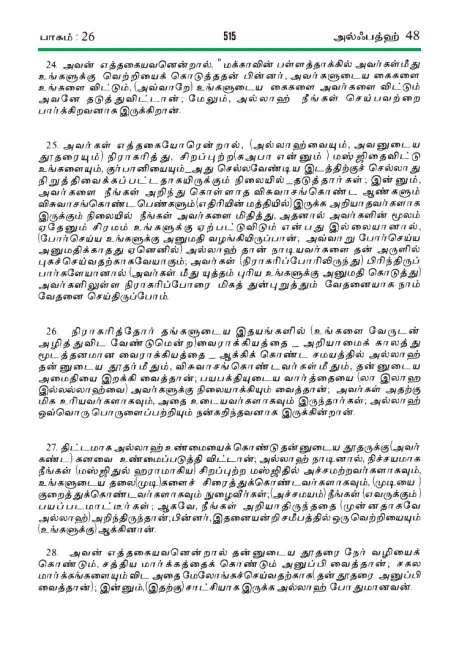 பாகம் : 26 515 அல்ஃபத்ஹ் 48
24. அவன் எத்தகையவனென்றால், "மக்காவின் பள்ளத்தாக்கில் அவர்கள்மீது
உங்களுக்கு வெற்றியைக் கொடுத்ததன் பின்னர், அவர்களுடைய கைகளை
உங்களை விட்டும், (அவ்வாறே) உங்களுடைய கைகளை அவர்களை விட்டும்
அவனே தடுத்துவிட்டான்; மேலும், அல்லாஹ் நீங்கள் செய்பவற்றை
பார்க்கிறவனாக இருக்கிறான்.
25. அவர்கள் எத்தகையோரென்றால், (அல்லாஹ்வையும், அவனுடைய
தூதரையும்) நிராகரித்து, சிறப்புற்ற(கஅபா என்னும் ) மஸ்ஜிதைவிட்டு
உங்களையும், குர்பானியையும்_அது செல்லவேண்டிய இடத்திற்குச் செல்லாது
நிறுத்திவைக்கப்பட்டதாகயிருக்கும் நிலையில்_தடுத்தார்கள்; இன்னும்,
அவர்களை நீங்கள் அறிந்து கொள்ளாத விசுவாசங்கொண்ட ஆண்களும்
விசுவாசங்கொண்டபெண்களும்(எதிரியின் மத்தியில்)இருக்க அறியாதவர்களாக
இருக்கும் நிலையில் நீங்கள் அவர்களை மிதித்து, அதனால் அவர்களின் மூலம்
ஏதேனும் சிரமம் உங்களுக்கு ஏற்பட்டுவிடும் என்பது இல்லையானால்,
(போர்செய்ய உங்களுக்கு அனுமதி வழங்கியிருப்பான்; அவ்வாறு போர்செய்ய
அனுமதிக்காதது ஏனெனில்) அல்லாஹ் தான் நாடியவர்களை தன் அருளில்
புகச்செய்வதற்காகவேயாகும்; அவர்கள் (நிராகரிப்போரிலிருந்து) பிரிந்திருப்
பார்களேயானால் (அவர்கள் மீது யுத்தம் புரிய உங்களுக்கு அனுமதி கொடுத்து)
அவர்களிலுள்ள நிராகரிப்போரை மிகத் துன்புறுத்தும் வேதனையாக நாம்
வேதனை செய்திருப்போம்.
26. நிராகரித்தோர் தங்களுடைய இதயங்களில் (உங்களை வேருடன்
அழித்துவிட வேண்டுமென்ற)வைராக்கியத்தை _ அறியாமைக் காலத்து
மூடத்தனமான வைராக்கியத்தை _ ஆக்கிக் கொண்ட சமயத்தில் அல்லாஹ்
தன்னுடைய தூதர்மீதும், விசுவாசங்கொண்டவர்கள்மீதும், தன்னுடைய
அமைதியை இறக்கி வைத்தான்; பயபக்தியுடைய வார்த்தையை (லா இலாஹ
இல்லல்லாஹ்வை) அவர்களுக்கு நிலையாக்கியும் வைத்தான்; அவர்கள் அதற்கு
மிக உரியவர்களாகவும், அதை உடையவர்களாகவும் இருந்தார்கள்; அல்லாஹ்
ஒவ்வொரு பொருளைப்பற்றியும் நன்கறிந்தவனாக இருக்கின்றான்.
27. திட்டமாக அல்லாஹ் உண்மையைக் கொண்டு தன்னுடைய தூதருக்கு(அவர்
கண்ட) கனவை உண்மைப்படுத்தி விட்டான்; அல்லாஹ் நாடினால், நிச்சயமாக
நீங்கள் (மஸ்ஜிதுல் ஹராமாகிய) சிறப்புற்ற மஸ்ஜிதில் அச்சமற்றவர்களாகவும்,
உங்களுடைய தலை(முடி)களைச் சிரைத்துக்கொண்டவர்களாகவும், (முடியை )
குறைத்துக்கொண்டவர்களாகவும் நுழைவீர்கள்;(அச்சமயம்) நீங்கள் (எவருக்கும் )
பயப்படமாட்டீர்கள்; ஆகவே, நீங்கள் அறியாதிருந்ததை (முன்னதாகவே
அல்லாஹ்) அறிந்திருந்தான்; பின்னர், இதனையன்றி சமீபத்தில் ஒரு வெற்றியையும்
(உங்களுக்கு) ஆக்கினான்.
28. அவன் எத்தகையவனென்றால் தன்னுடைய தூதரை நேர் வழியைக்
கொண்டும், சத்திய மார்க்கத்தைக் கொண்டும் அனுப்பி வைத்தான்; சகல
மார்க்கங்களையும் விட அதை மேலோங்கச்செய்வதற்காக(தன் தூதரை அனுப்பி
வைத்தான்); இன்னும்,(இதற்கு)சாட்சியாக இருக்க அல்லாஹ் போதுமானவன்.